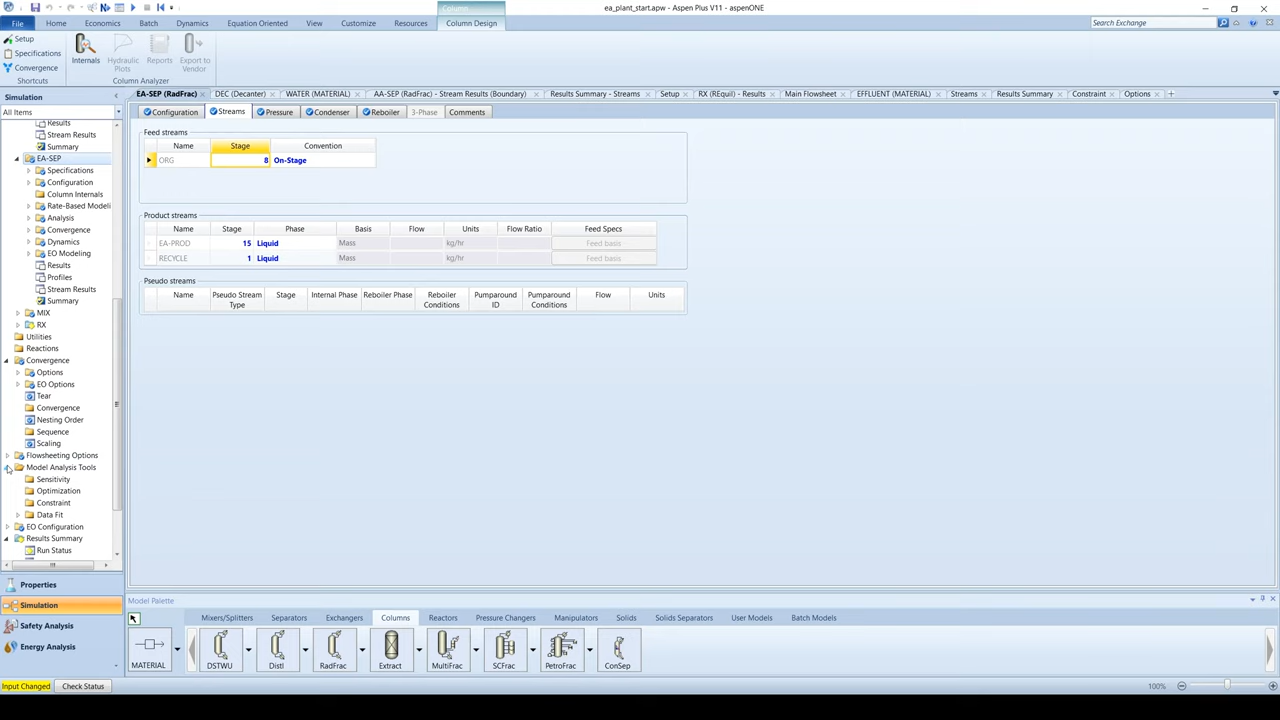 Column
ea_plant_start.apw - Aspen Plus V11 - aspenONE
File Home Economics Batch Dynamics Equation Oriented View Customize Resources Column Design Search Exchange
Setup
Specifications
Convergence
Shortcuts
Internals
Hydraulic Plots
Reports
Export to Vendor
Column Analyzer
Simulation
All Items
EA-SEP (RadFrac) DEC (Decanter) WATER (MATERIAL) AA-SEP (RadFrac) - Stream Results (Boundary) Results Summary - Streams Setup RX (REquil) - Results Main Flowsheet EFFLUENT (MATERIAL) Streams Results Summary Constraint Options +
Configuration Streams Pressure Condenser Reboiler 3-Phase Comments
Results
Stream Results
Summary
EA-SEP
Specifications
Configuration
Column Internals
Rate-Based Modeli
Analysis
Convergence
Dynamics
EO Modeling
Results
Profiles
Stream Results
Summary
MIX
RX
Utilities
Reactions
Convergence
Options
EO Options
Tear
Convergence
Nesting Order
Sequence
Scaling
Flowsheeting Options
Model Analysis Tools
Sensitivity
Optimization
Constraint
Data Fit
EO Configuration
Results Summary
Run Status
Feed streams
Name Stage Convention
ORG 8 On-Stage
Product streams
Name Stage Phase Basis Flow Units Flow Ratio Feed Specs
EA-PROD 15 Liquid Mass kg/hr Feed basis
RECYCLE 1 Liquid Mass kg/hr Feed basis
Pseudo streams
Name Pseudo Stream Type Stage Internal Phase Reboiler Phase Reboiler Conditions Pumparound ID Pumparound Conditions Flow Units
Properties
Simulation
Safety Analysis
Energy Analysis
Model Palette
Mixers/Splitters Separators Exchangers Columns Reactors Pressure Changers Manipulators Solids Solids Separators User Models Batch Models
MATERIAL DSTWU Distl RadFrac Extract MultiFrac SCFrac PetroFrac ConSep
Input Changed Check Status 100%